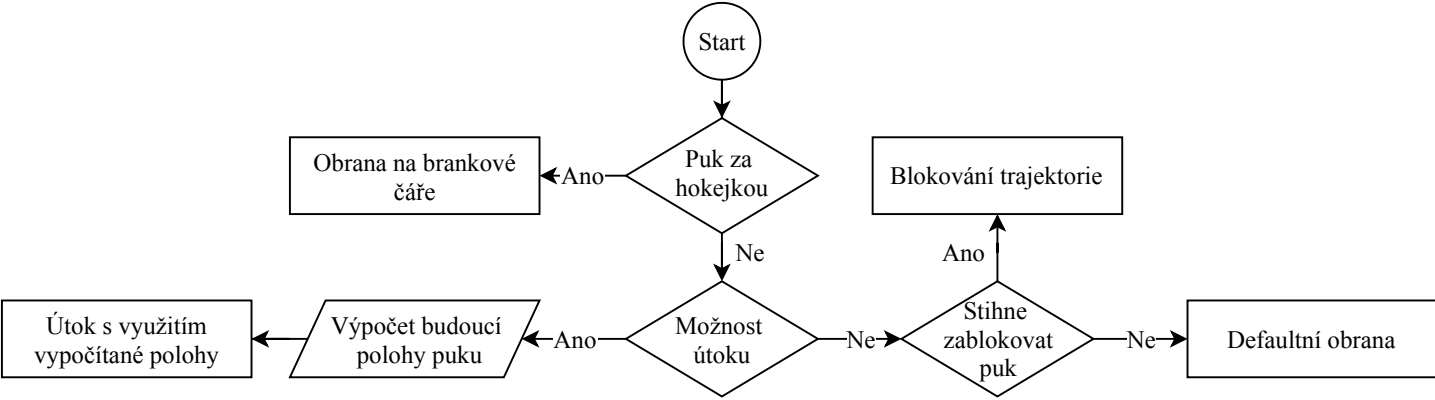 Start
Puk za
hokejkou
Ano
Obrana na brankové
čáře
Ne
Možnost
útoku
Ano
Výpočet budoucí
polohy puku
Útok s využitím
vypočítané polohy
Ne
Stihne
zablokovat
puk
Ano
Blokování trajektorie
Ne
Defaultní obrana